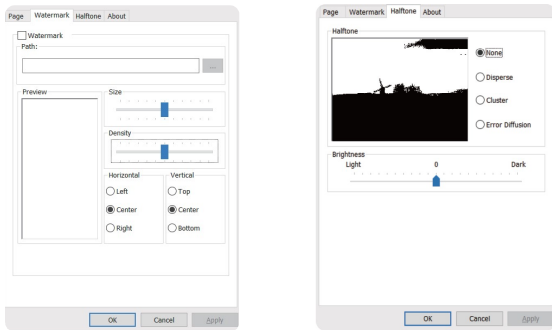 Page Watermark Halftone About
Watermark
Path:
...
Preview
Size
Density
Horizontal Vertical
Left Top
Center Center
Right Bottom
OK Cancel Apply
Page Watermark Halftone About
Halftone
None
Disperse
Cluster
Error Diffusion
Brightness
Light 0 Dark
OK Cancel Apply